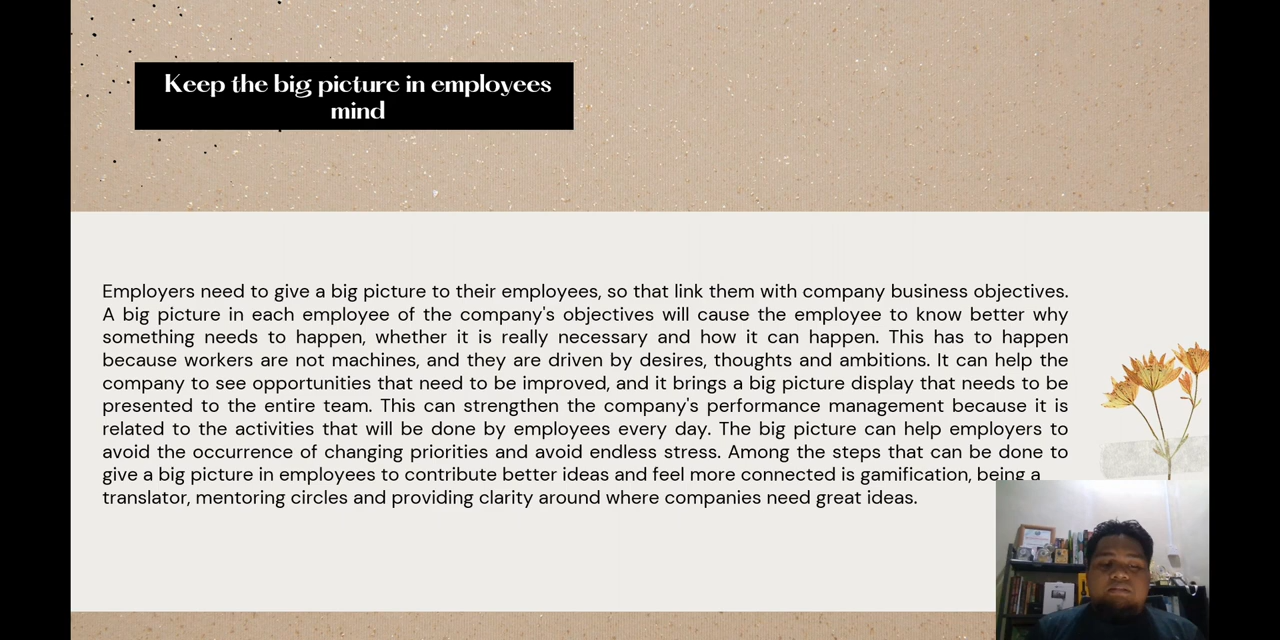 Keep the big picture in employees
mind
Employers need to give a big picture to their employees, so that link them with company business objectives.
A big picture in each employee of the company's objectives will cause the employee to know better why
something needs to happen, whether it is really necessary and how it can happen. This has to happen
because workers are not machines, and they are driven by desires, thoughts and ambitions. It can help the
company to see opportunities that need to be improved, and it brings a big picture display that needs to be
presented to the entire team. This can strengthen the company's performance management because it is
related to the activities that will be done by employees every day. The big picture can help employers to
avoid the occurrence of changing priorities and avoid endless stress. Among the steps that can be done to
give a big picture in employees to contribute better ideas and feel more connected is gamification, being a
translator, mentoring circles and providing clarity around where companies need great ideas.